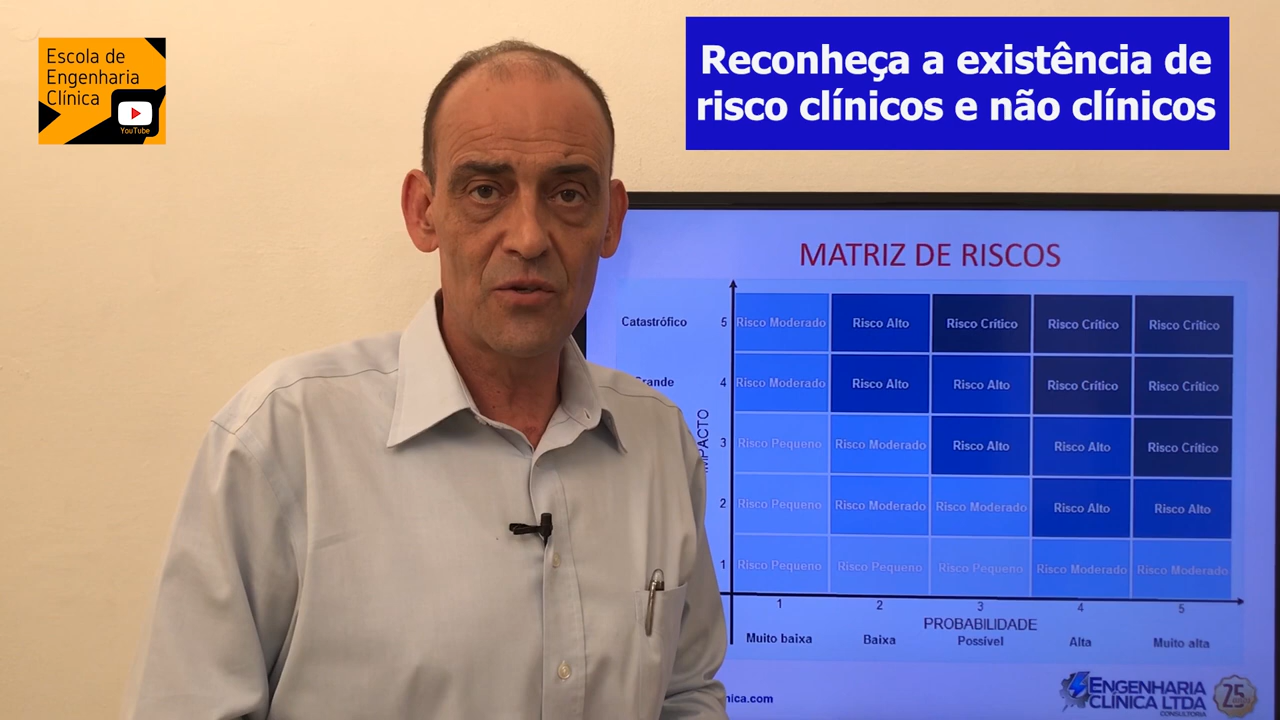 Escola de
Engenharia
Clínica
YouTube
Reconheça a existência de
risco clínicos e não clínicos
MATRIZ DE RISCOS
Catastrófico 5 Risco Moderado Risco Alto Risco Crítico Risco Crítico Risco Crítico
Grande 4 Risco Moderado Risco Alto Risco Alto Risco Crítico Risco Crítico
IMPACTO
3 Risco Pequeno Risco Moderado Risco Alto Risco Alto Risco Crítico
2 Risco Pequeno Risco Moderado Risco Moderado Risco Alto Risco Alto
1 Risco Pequeno Risco Pequeno Risco Pequeno Risco Moderado Risco Moderado
1 2 3 4 5
PROBABILIDADE
Muito baixa Baixa Possível Alta Muito alta
nica.com
ENGENHARIA
CLÍNICA LTDA
CONSULTORIA
25